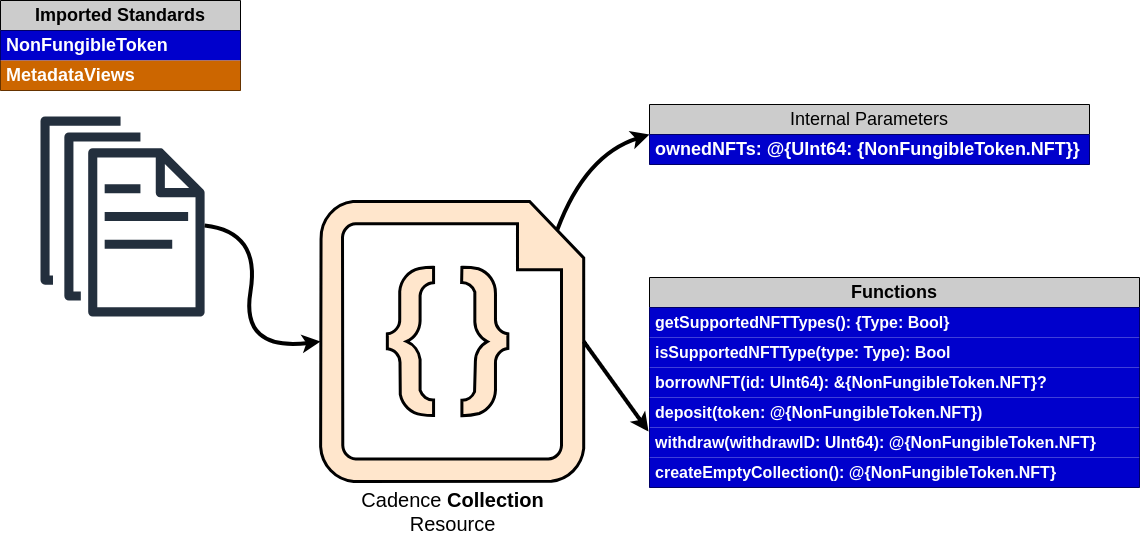 Imported Standards
NonFungibleToken
MetadataViews
Internal Parameters
ownedNFTs: @{UInt64: {NonFungibleToken.NFT}}
{ }
Functions
getSupportedNFTTypes(): {Type: Bool}
isSupportedNFTType(type: Type): Bool
borrowNFT(id: UInt64): &{NonFungibleToken.NFT}?
deposit(token: @{NonFungibleToken.NFT})
withdraw(withdrawID: UInt64): @{NonFungibleToken.NFT}
createEmptyCollection(): @{NonFungibleToken.NFT}
Cadence Collection
Resource